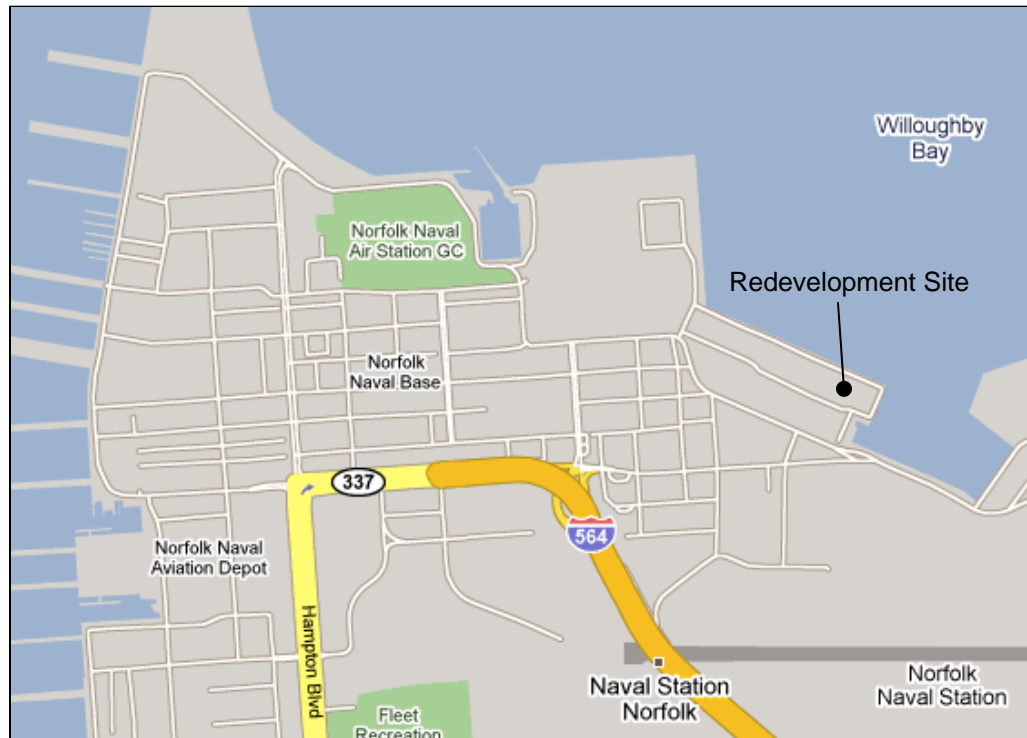 Willoughby
Bay
Norfolk Naval
Air Station GC
Redevelopment Site
Norfolk
Naval Base
337
564
Norfolk Naval
Aviation Depot
Hampton Blvd
Naval Station
Norfolk
Norfolk
Naval Station
Fleet
Recreation